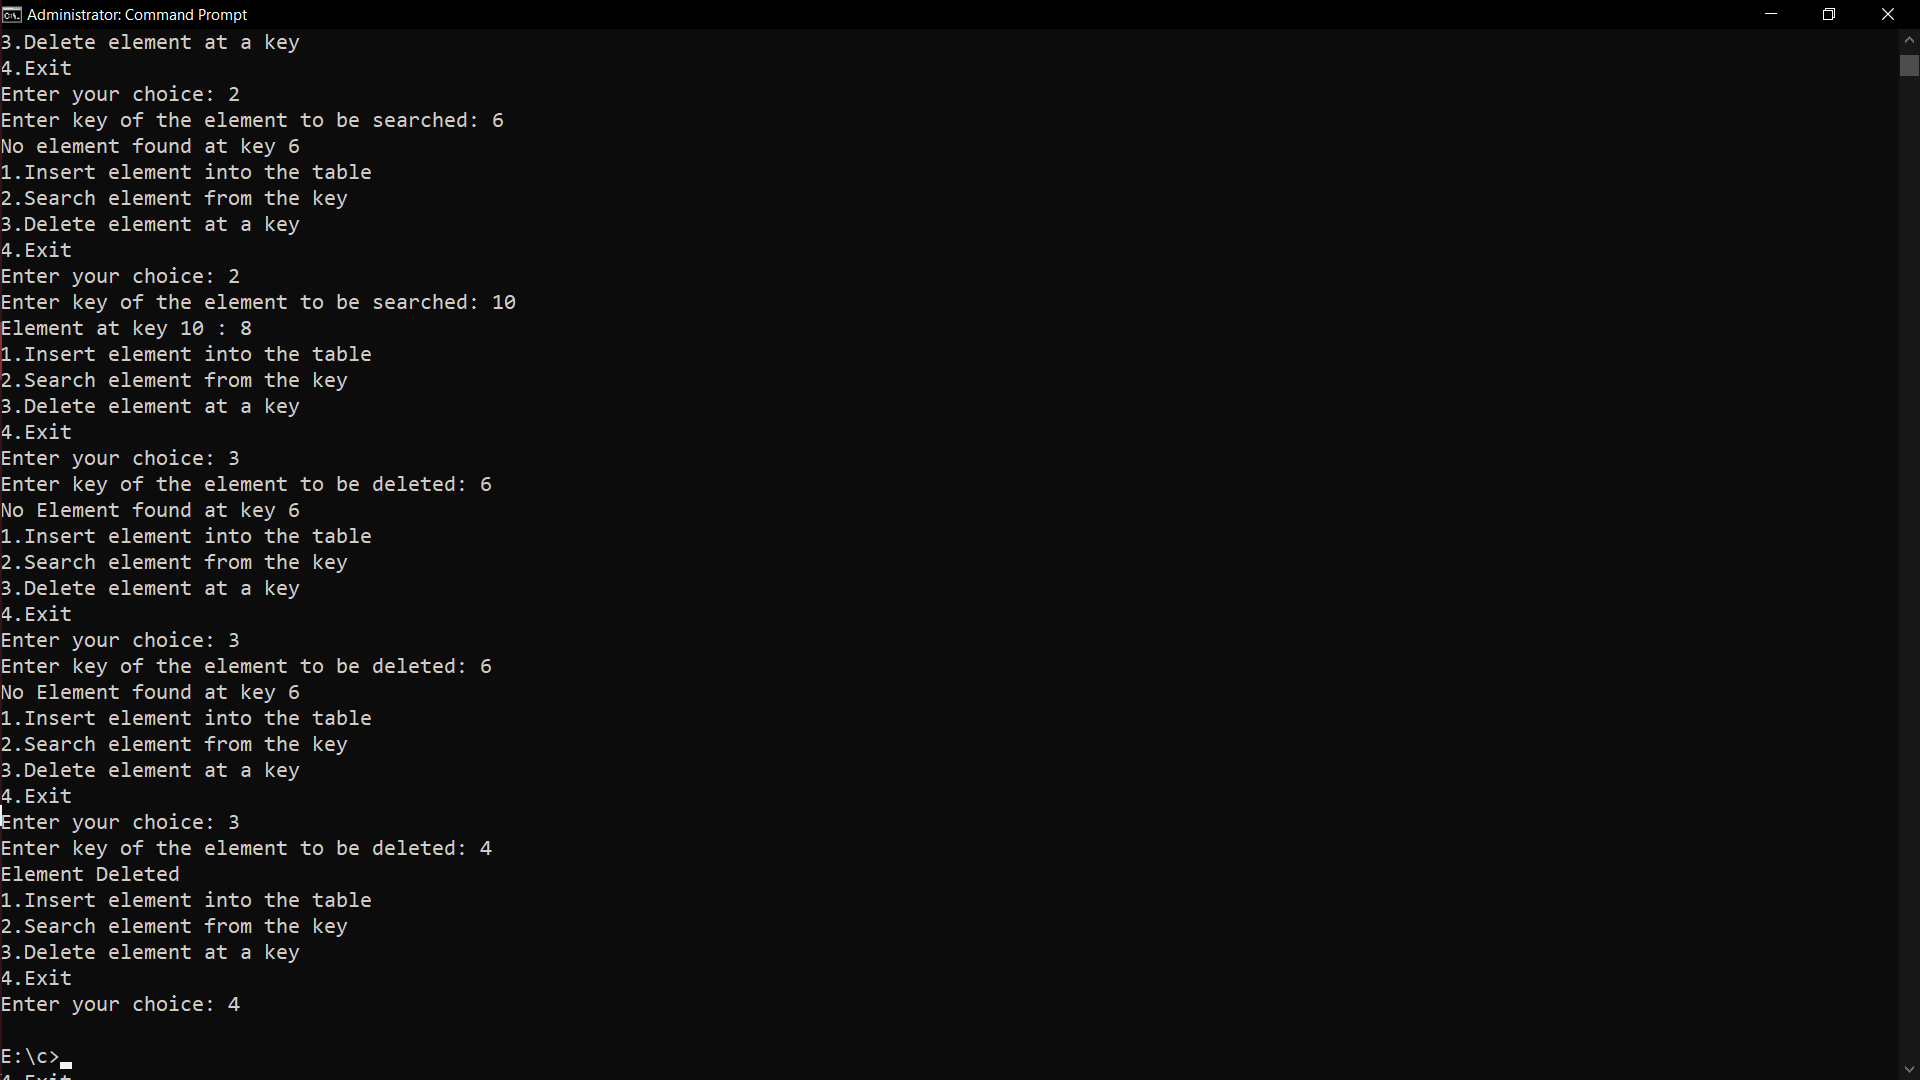 Administrator: Command Prompt
3.Delete element at a key
4.Exit
Enter your choice: 2
Enter key of the element to be searched: 6
No element found at key 6
1.Insert element into the table
2.Search element from the key
3.Delete element at a key
4.Exit
Enter your choice: 2
Enter key of the element to be searched: 10
Element at key 10 : 8
1.Insert element into the table
2.Search element from the key
3.Delete element at a key
4.Exit
Enter your choice: 3
Enter key of the element to be deleted: 6
No Element found at key 6
1.Insert element into the table
2.Search element from the key
3.Delete element at a key
4.Exit
Enter your choice: 3
Enter key of the element to be deleted: 6
No Element found at key 6
1.Insert element into the table
2.Search element from the key
3.Delete element at a key
4.Exit
Enter your choice: 3
Enter key of the element to be deleted: 4
Element Deleted
1.Insert element into the table
2.Search element from the key
3.Delete element at a key
4.Exit
Enter your choice: 4
E:\c>
4.Exit